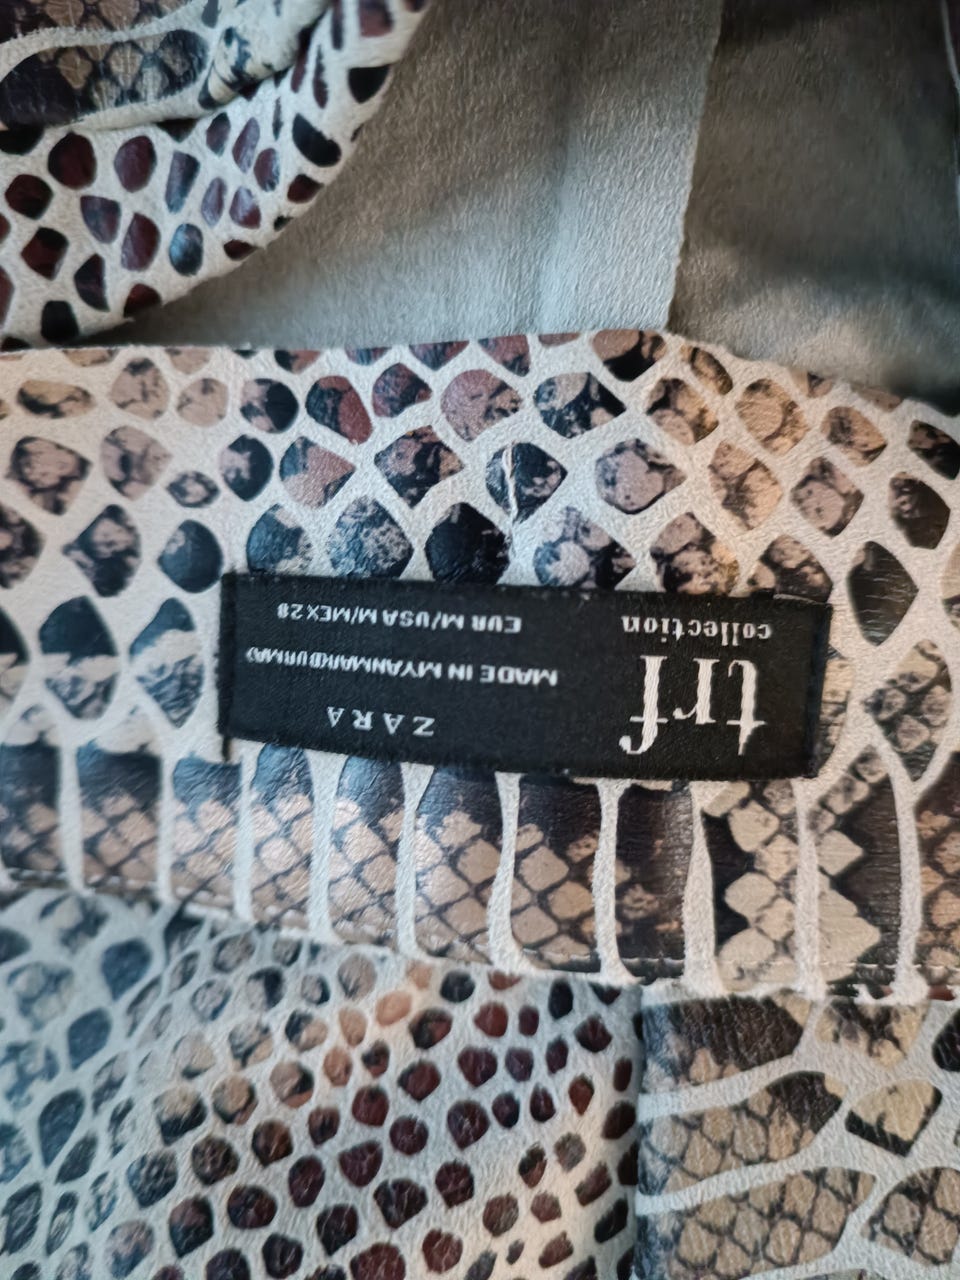 trf
collection
ZARA
MADE IN MYANMAR(BURMA)
EUR M/USA M/MEX 28